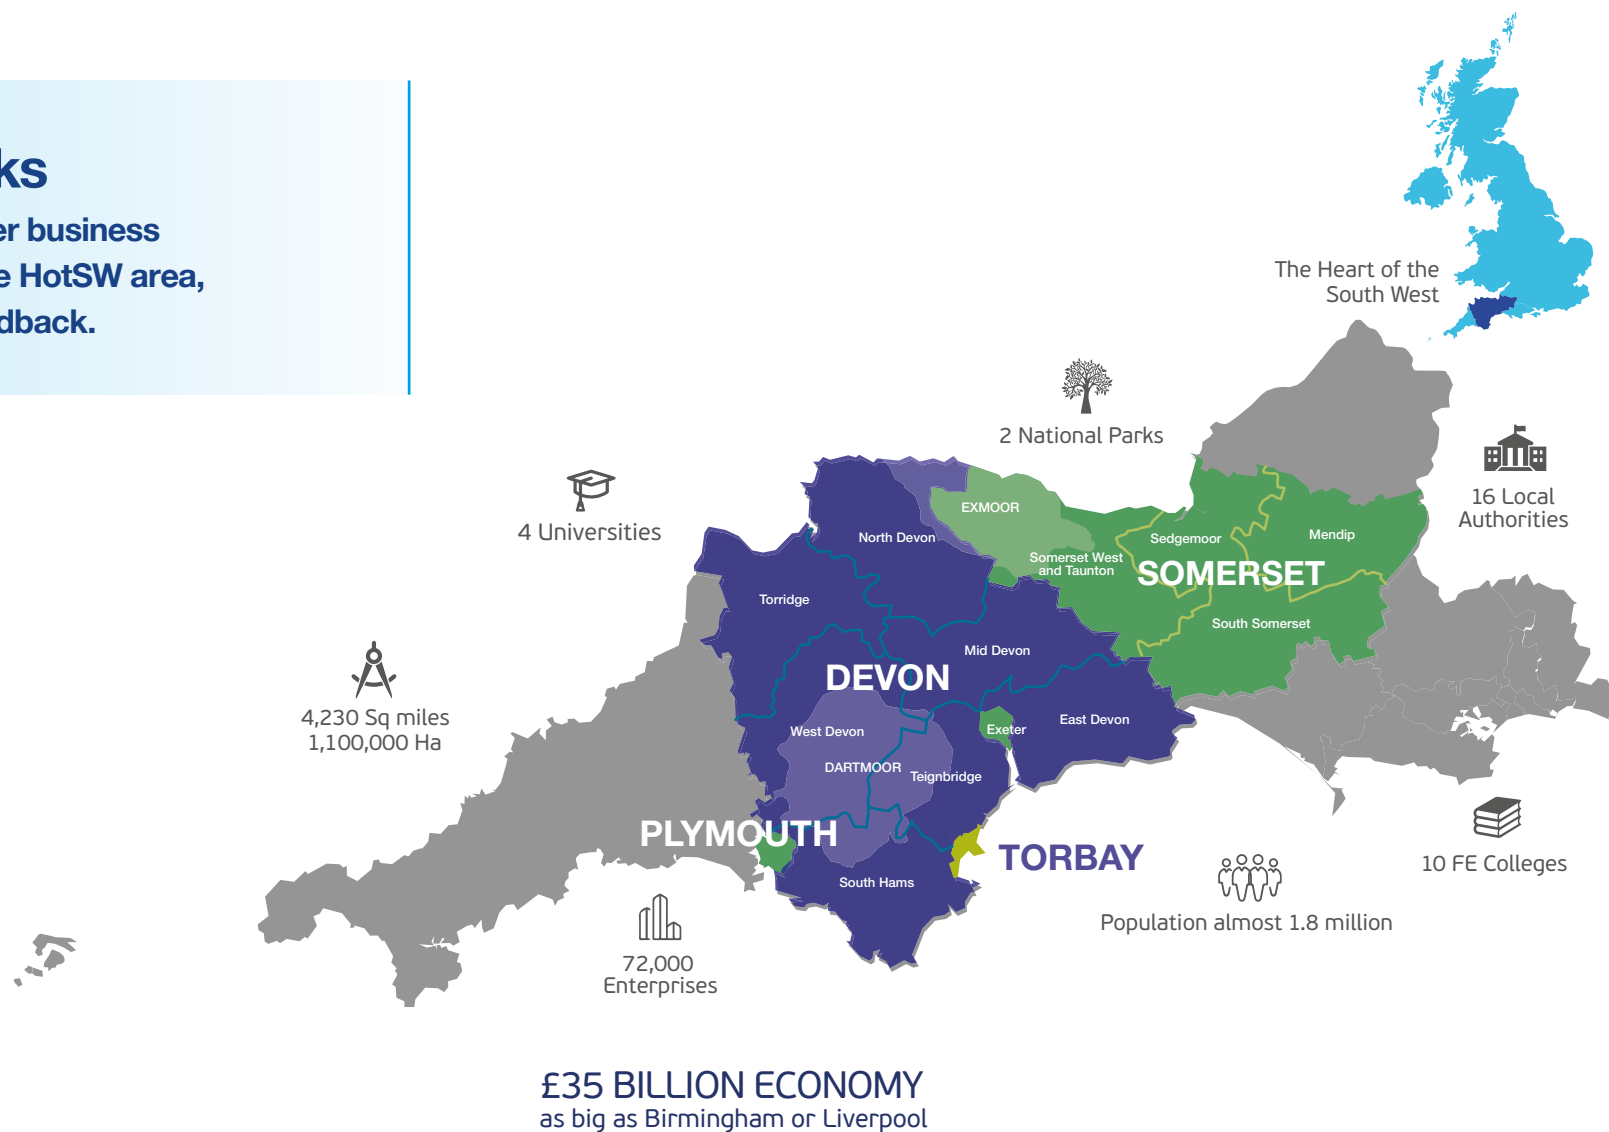 ks
er business
e HotSW area,
dback.
The Heart of the
South West
2 National Parks
4 Universities
16 Local
Authorities
EXMOOR
North Devon
Sedgemoor
Mendip
Somerset West
and Taunton
SOMERSET
Torridge
South Somerset
Mid Devon
DEVON
4,230 Sq miles
1,100,000 Ha
West Devon
Exeter
East Devon
DARTMOOR
Teignbridge
PLYMOUTH
TORBAY
10 FE Colleges
South Hams
Population almost 1.8 million
72,000
Enterprises
£35 BILLION ECONOMY
as big as Birmingham or Liverpool